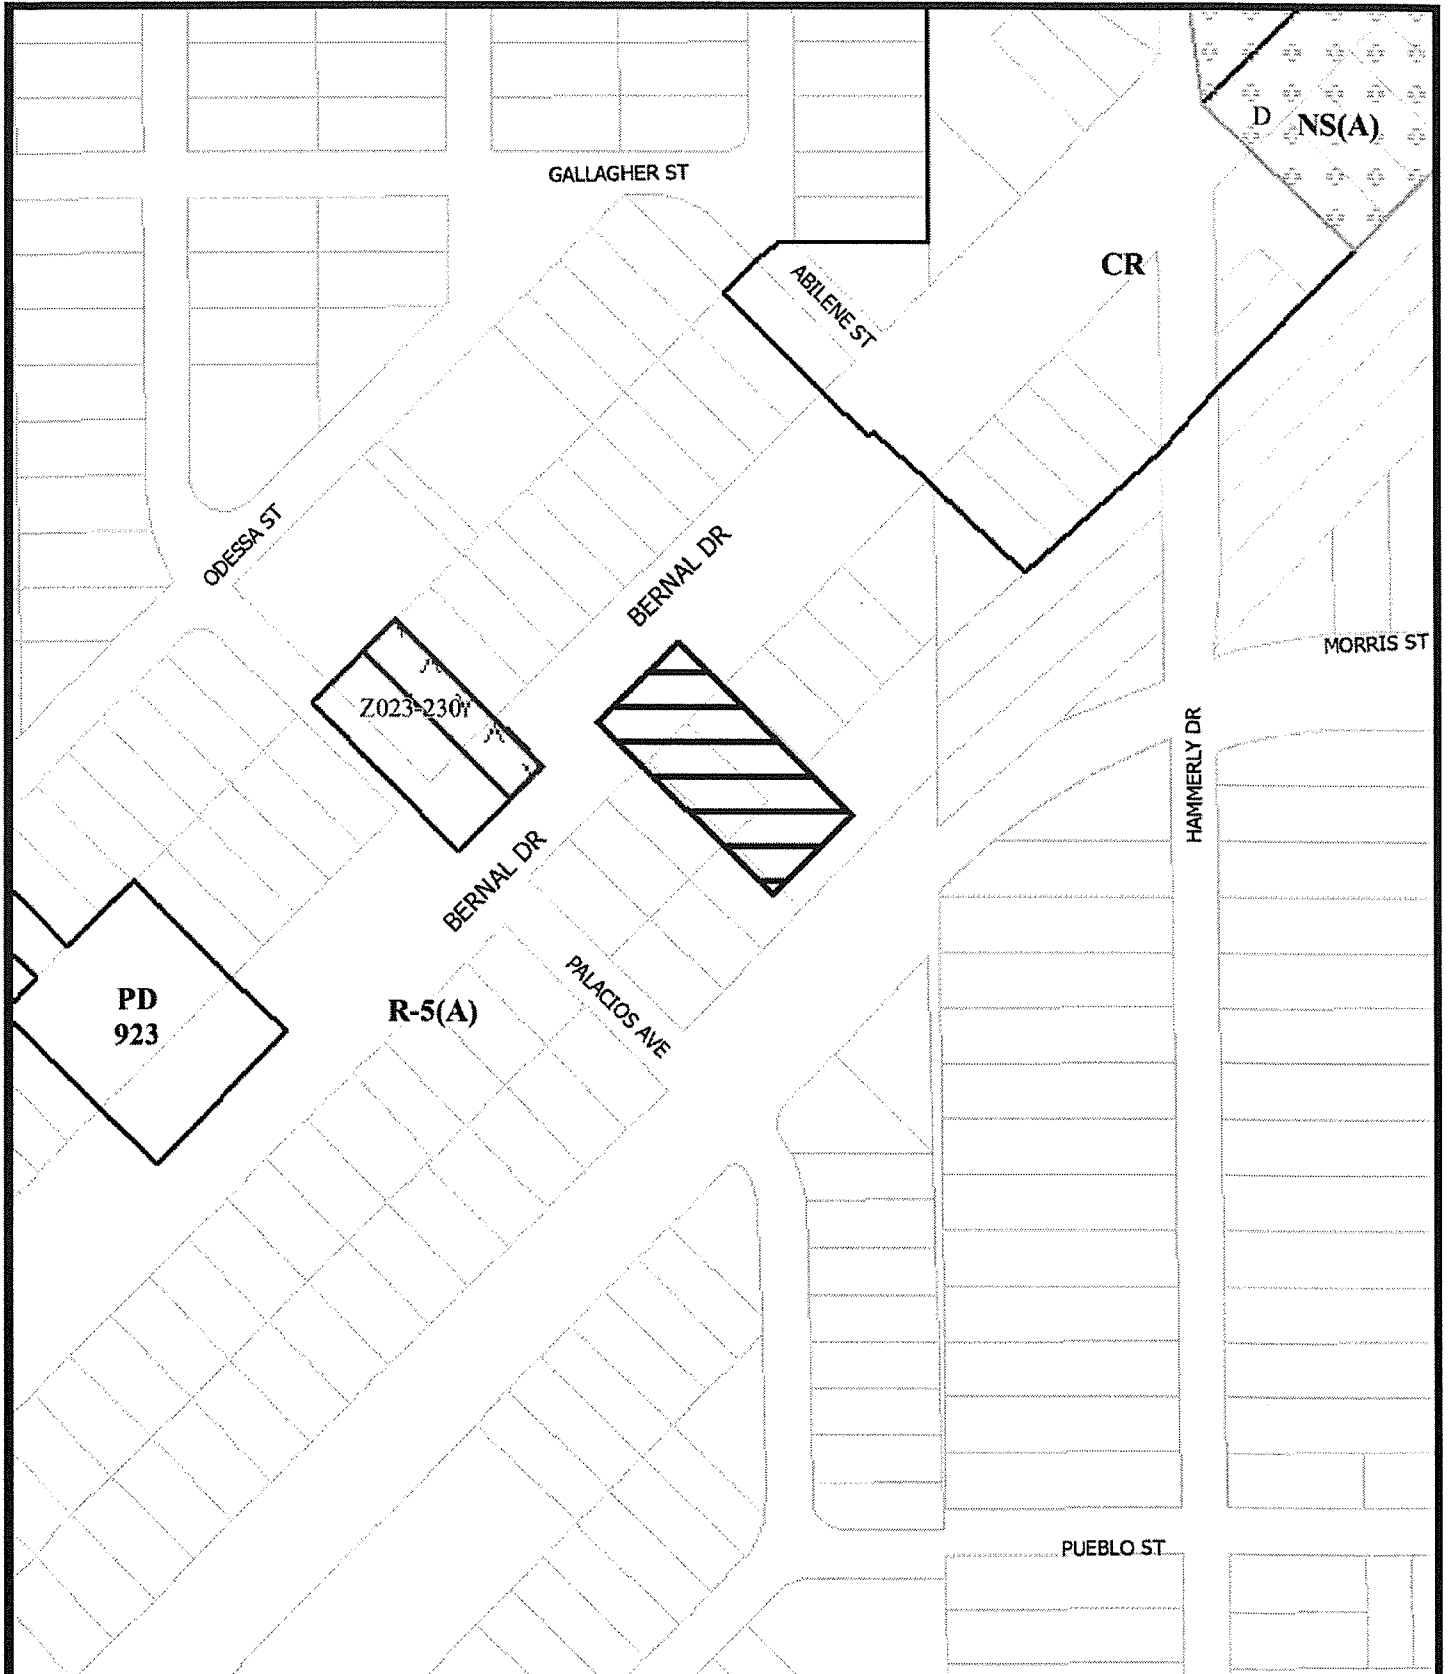 D NS(A)
GALLAGHER ST
CR
ABILENE ST
ODESSA ST
BERNAL DR
MORRIS ST
Z023-230
HAMMERLY DR
BERNAL DR
PALACIOS AVE
PD
923
R-5(A)
PUEBLO ST